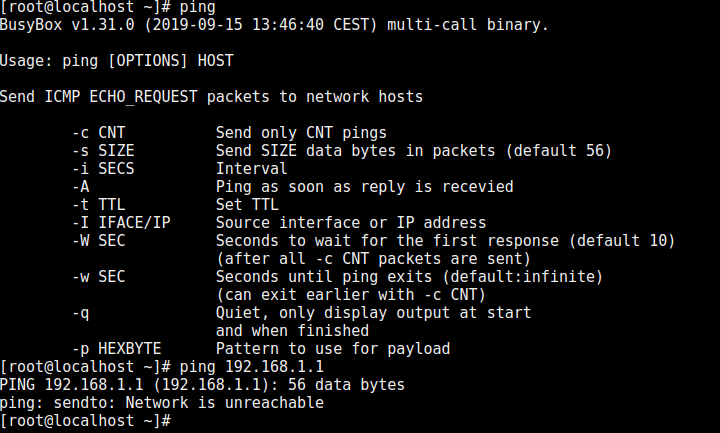 [root@localhost ~]# ping
BusyBox v1.31.0 (2019-09-15 13:46:40 CEST) multi-call binary.
Usage: ping [OPTIONS] HOST
Send ICMP ECHO_REQUEST packets to network hosts
-c CNT Send only CNT pings
-s SIZE Send SIZE data bytes in packets (default 56)
-i SECS Interval
-A Ping as soon as reply is recevied
-t TTL Set TTL
-I IFACE/IP Source interface or IP address
-W SEC Seconds to wait for the first response (default 10)
(after all -c CNT packets are sent)
-w SEC Seconds until ping exits (default:infinite)
(can exit earlier with -c CNT)
-q Quiet, only display output at start
and when finished
-p HEXBYTE Pattern to use for payload
[root@localhost ~]# ping 192.168.1.1
PING 192.168.1.1 (192.168.1.1): 56 data bytes
ping: sendto: Network is unreachable
[root@localhost ~]#